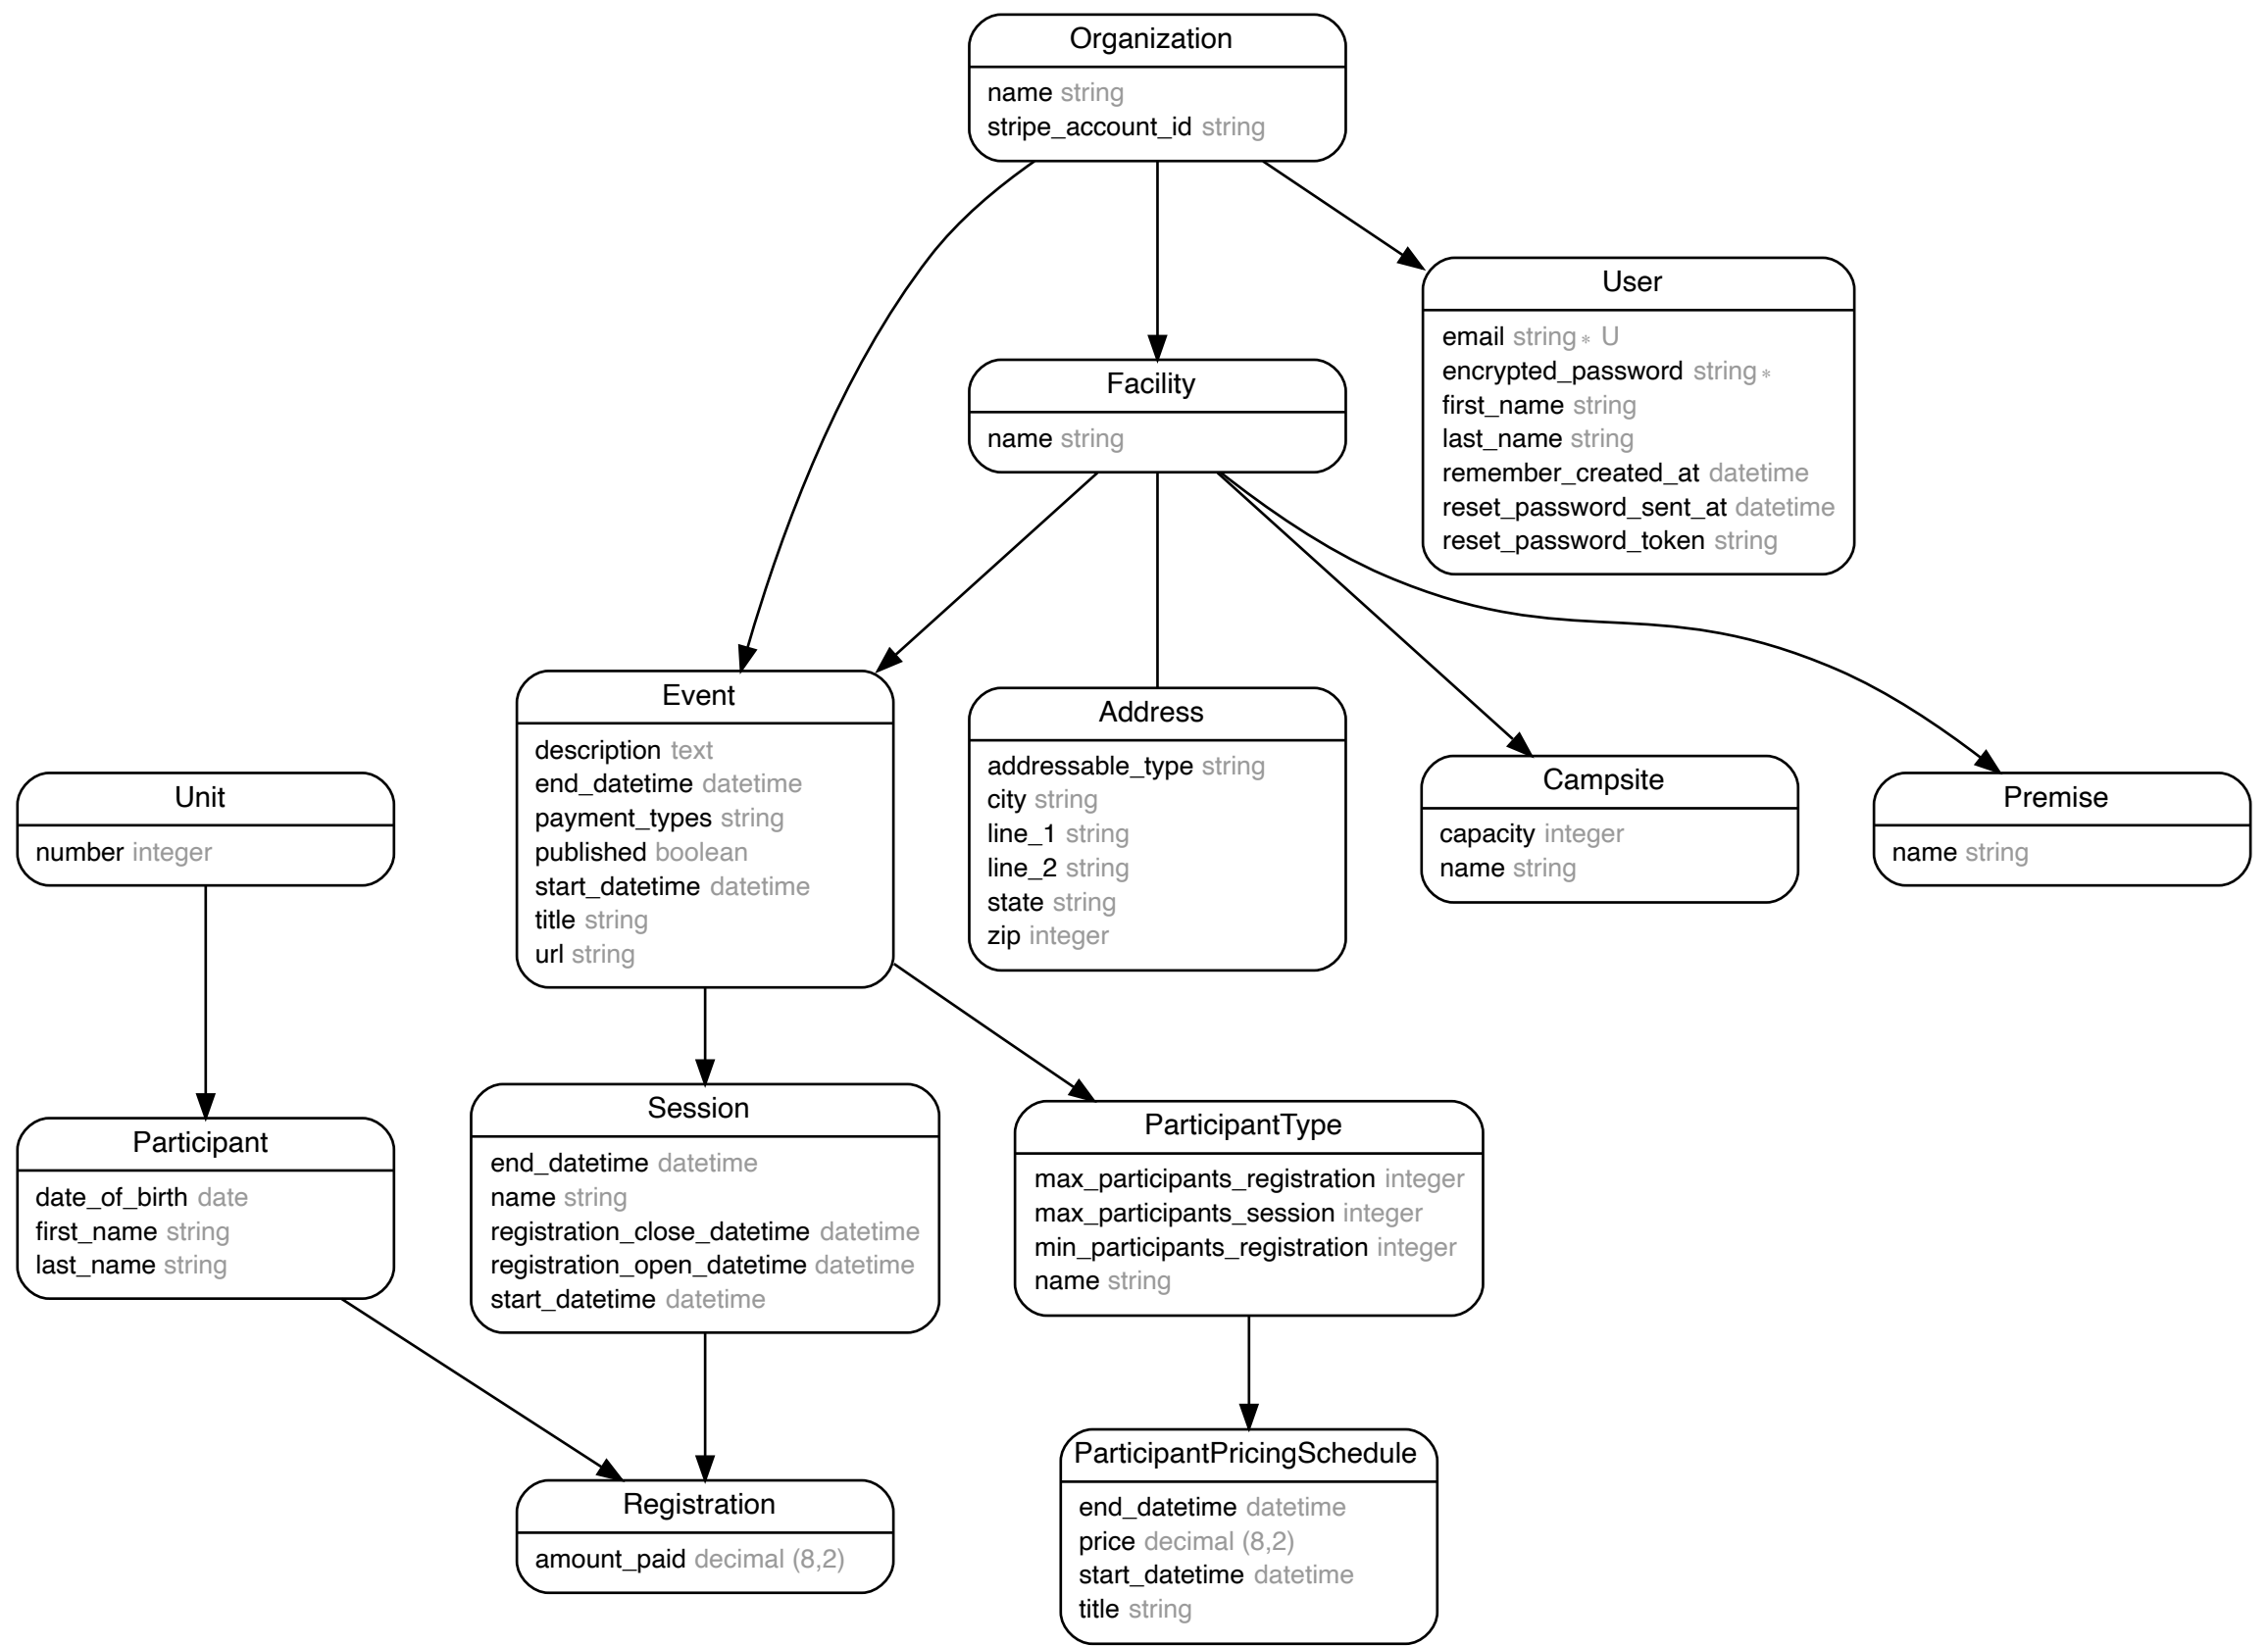 Organization
name string
stripe_account_id string
User
email string* U
encrypted_password string*
first_name string
last_name string
remember_created_at datetime
reset_password_sent_at datetime
reset_password_token string
Facility
name string
Event
description text
end_datetime datetime
payment_types string
published boolean
start_datetime datetime
title string
url string
Address
addressable_type string
city string
line_1 string
line_2 string
state string
zip integer
Campsite
capacity integer
name string
Premise
name string
Unit
number integer
Participant
date_of_birth date
first_name string
last_name string
Session
end_datetime datetime
name string
registration_close_datetime datetime
registration_open_datetime datetime
start_datetime datetime
ParticipantType
max_participants_registration integer
max_participants_session integer
min_participants_registration integer
name string
Registration
amount_paid decimal (8,2)
ParticipantPricingSchedule
end_datetime datetime
price decimal (8,2)
start_datetime datetime
title string